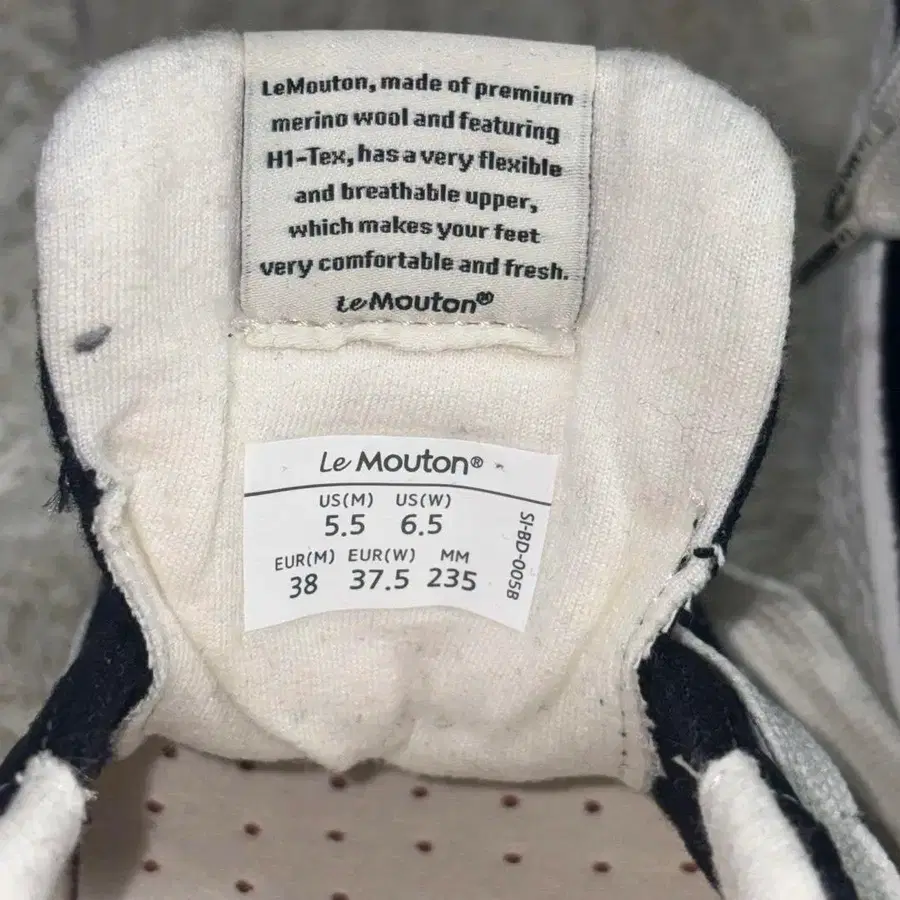 LeMouton, made of premium
merino wool and featuring
H1-Tex, has a very flexible
and breathable upper,
which makes your feet
very comfortable and fresh.
Le Mouton®
Le Mouton®
US(M) US(W)
5.5 6.5
EUR(M) EUR(W) MM
38 37.5 235
SI-BD-005B